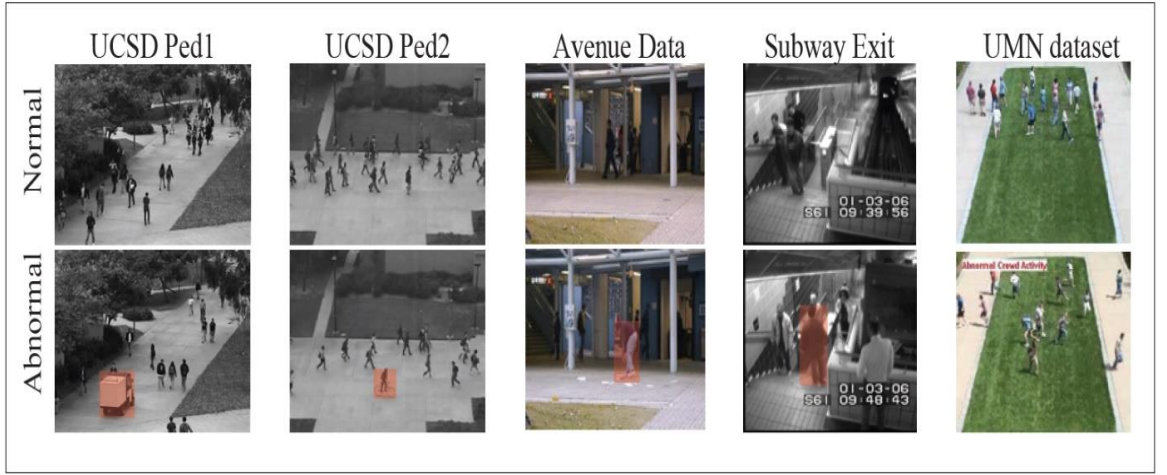 UCSD Ped1
UCSD Ped2
Avenue Data
Subway Exit
UMN dataset
Normal
01-03-06
S61 09:39:56
Abnormal
Abnormal Crowd Activity
01-03-06
S61 09:48:43